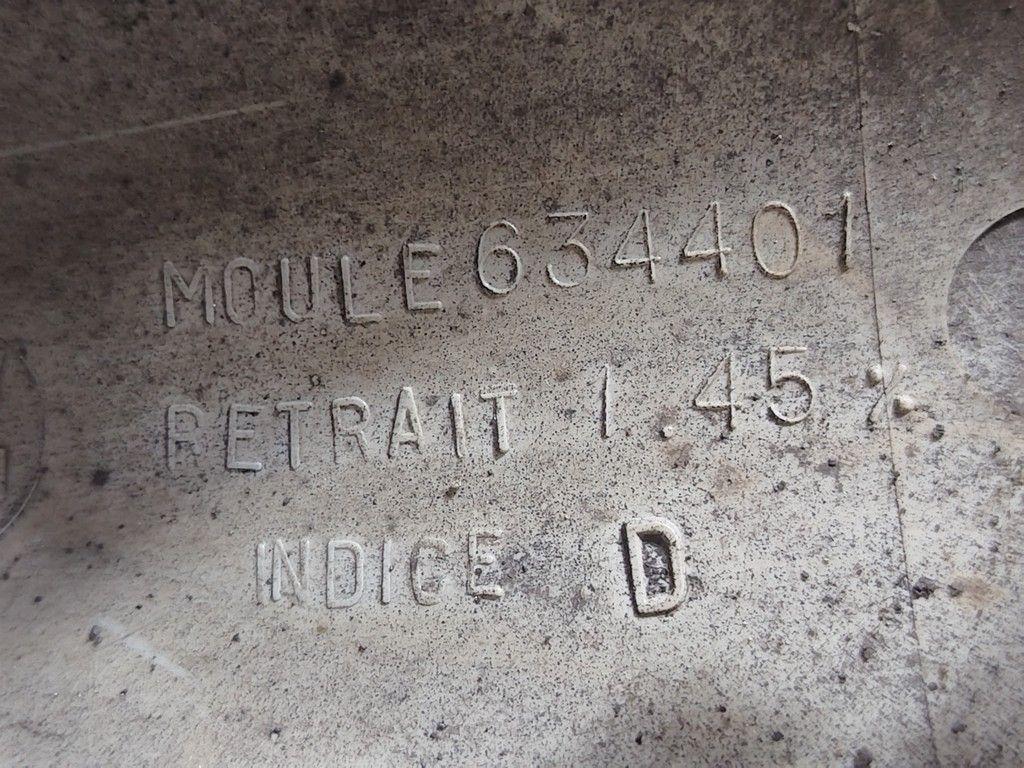 MOULE 634401
RETRAIT 1.45%
INDICE D